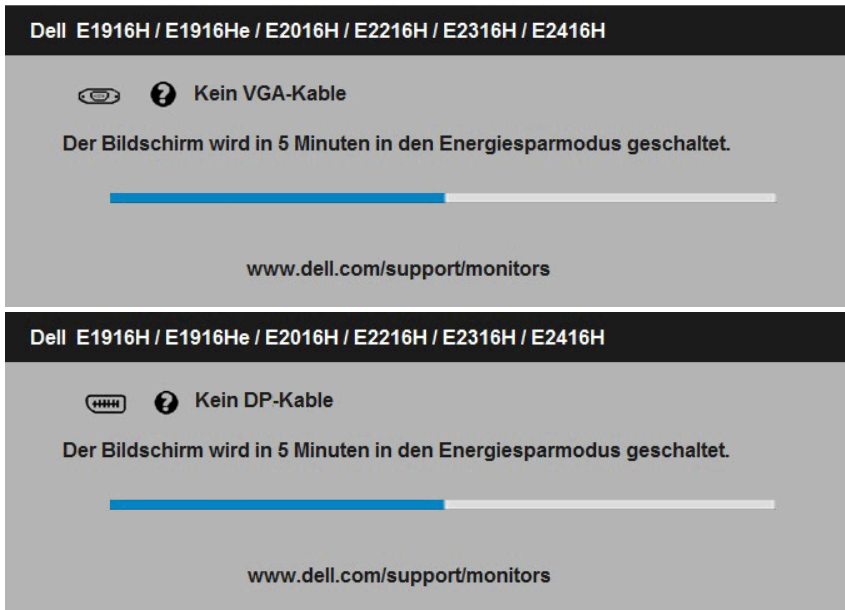 Dell E1916H / E1916He / E2016H / E2216H / E2316H / E2416H
Kein VGA-Kable
Der Bildschirm wird in 5 Minuten in den Energiesparmodus geschaltet.
www.dell.com/support/monitors
Dell E1916H / E1916He / E2016H / E2216H / E2316H / E2416H
Kein DP-Kable
Der Bildschirm wird in 5 Minuten in den Energiesparmodus geschaltet.
www.dell.com/support/monitors